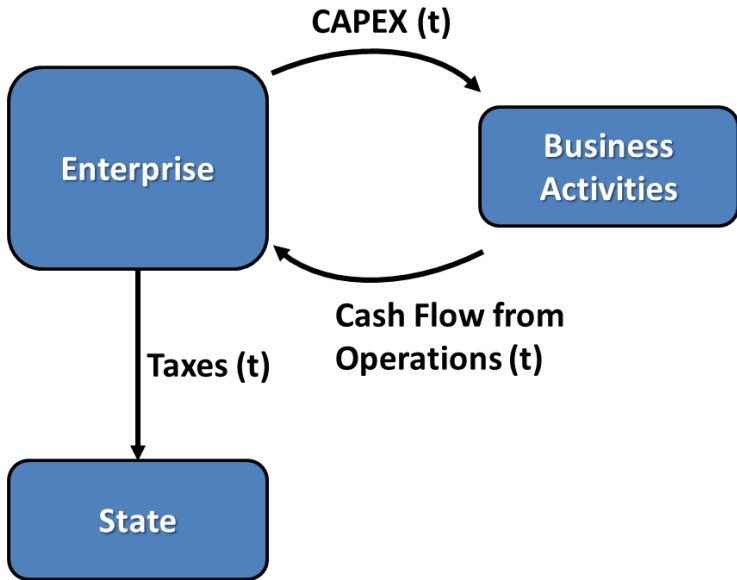 CAPEX (t)
Enterprise
Business
Activities
Cash Flow from
Operations (t)
Taxes (t)
State